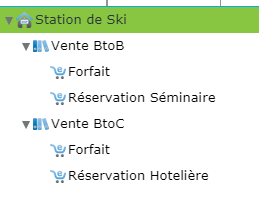 Station de Ski
Vente BtoB
Forfait
Réservation Séminaire
Vente BtoC
Forfait
Réservation Hotelière